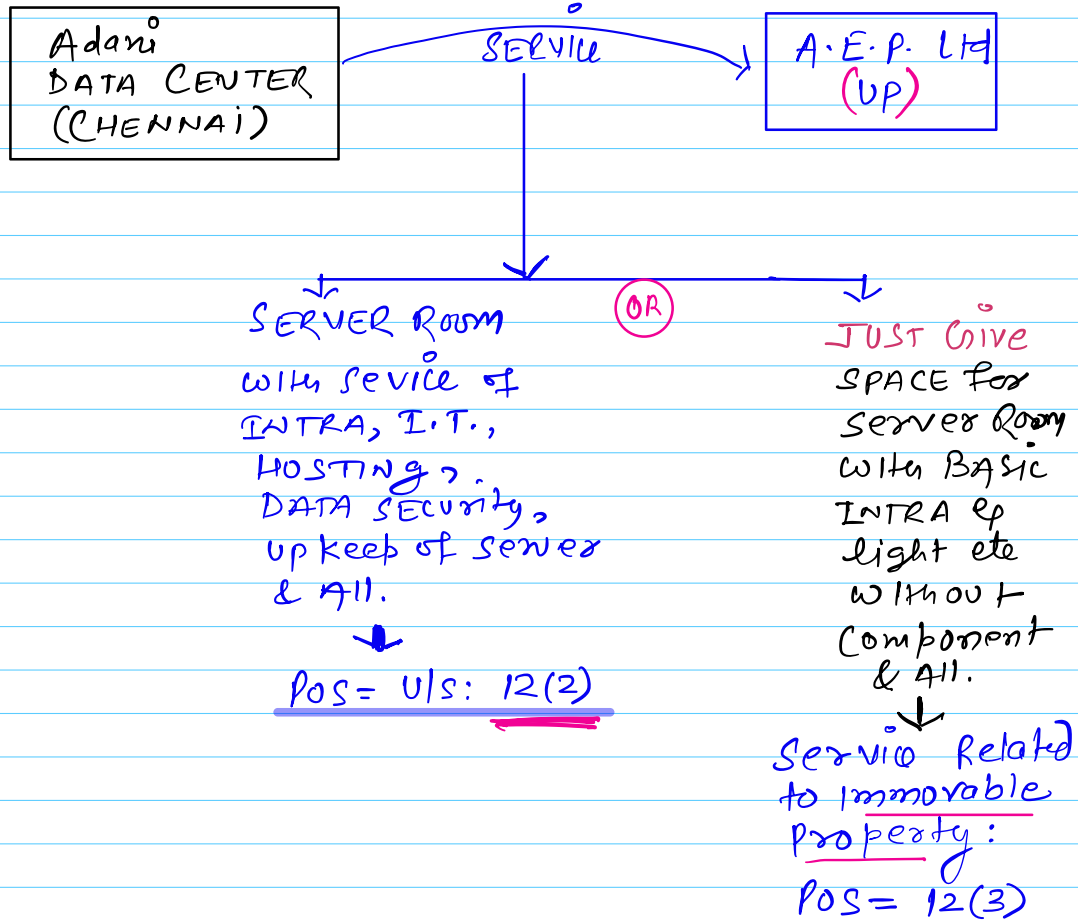 Adani
DATA CENTER
(CHENNAI)
SERVICE
A.E.P. Ltd
(UP)
SERVER ROOM
with Sevice of
INTRA, I.T.,
HOSTING,
DATA SECURITY,
upkeep of Server
& All.
POS = U/S: 12(2)
OR
JUST Give
SPACE for
Server Room
with BASIC
INTRA ep
light etc
without
Component
& All.
Service Related
to Immovable
Property:
POS = 12(3)